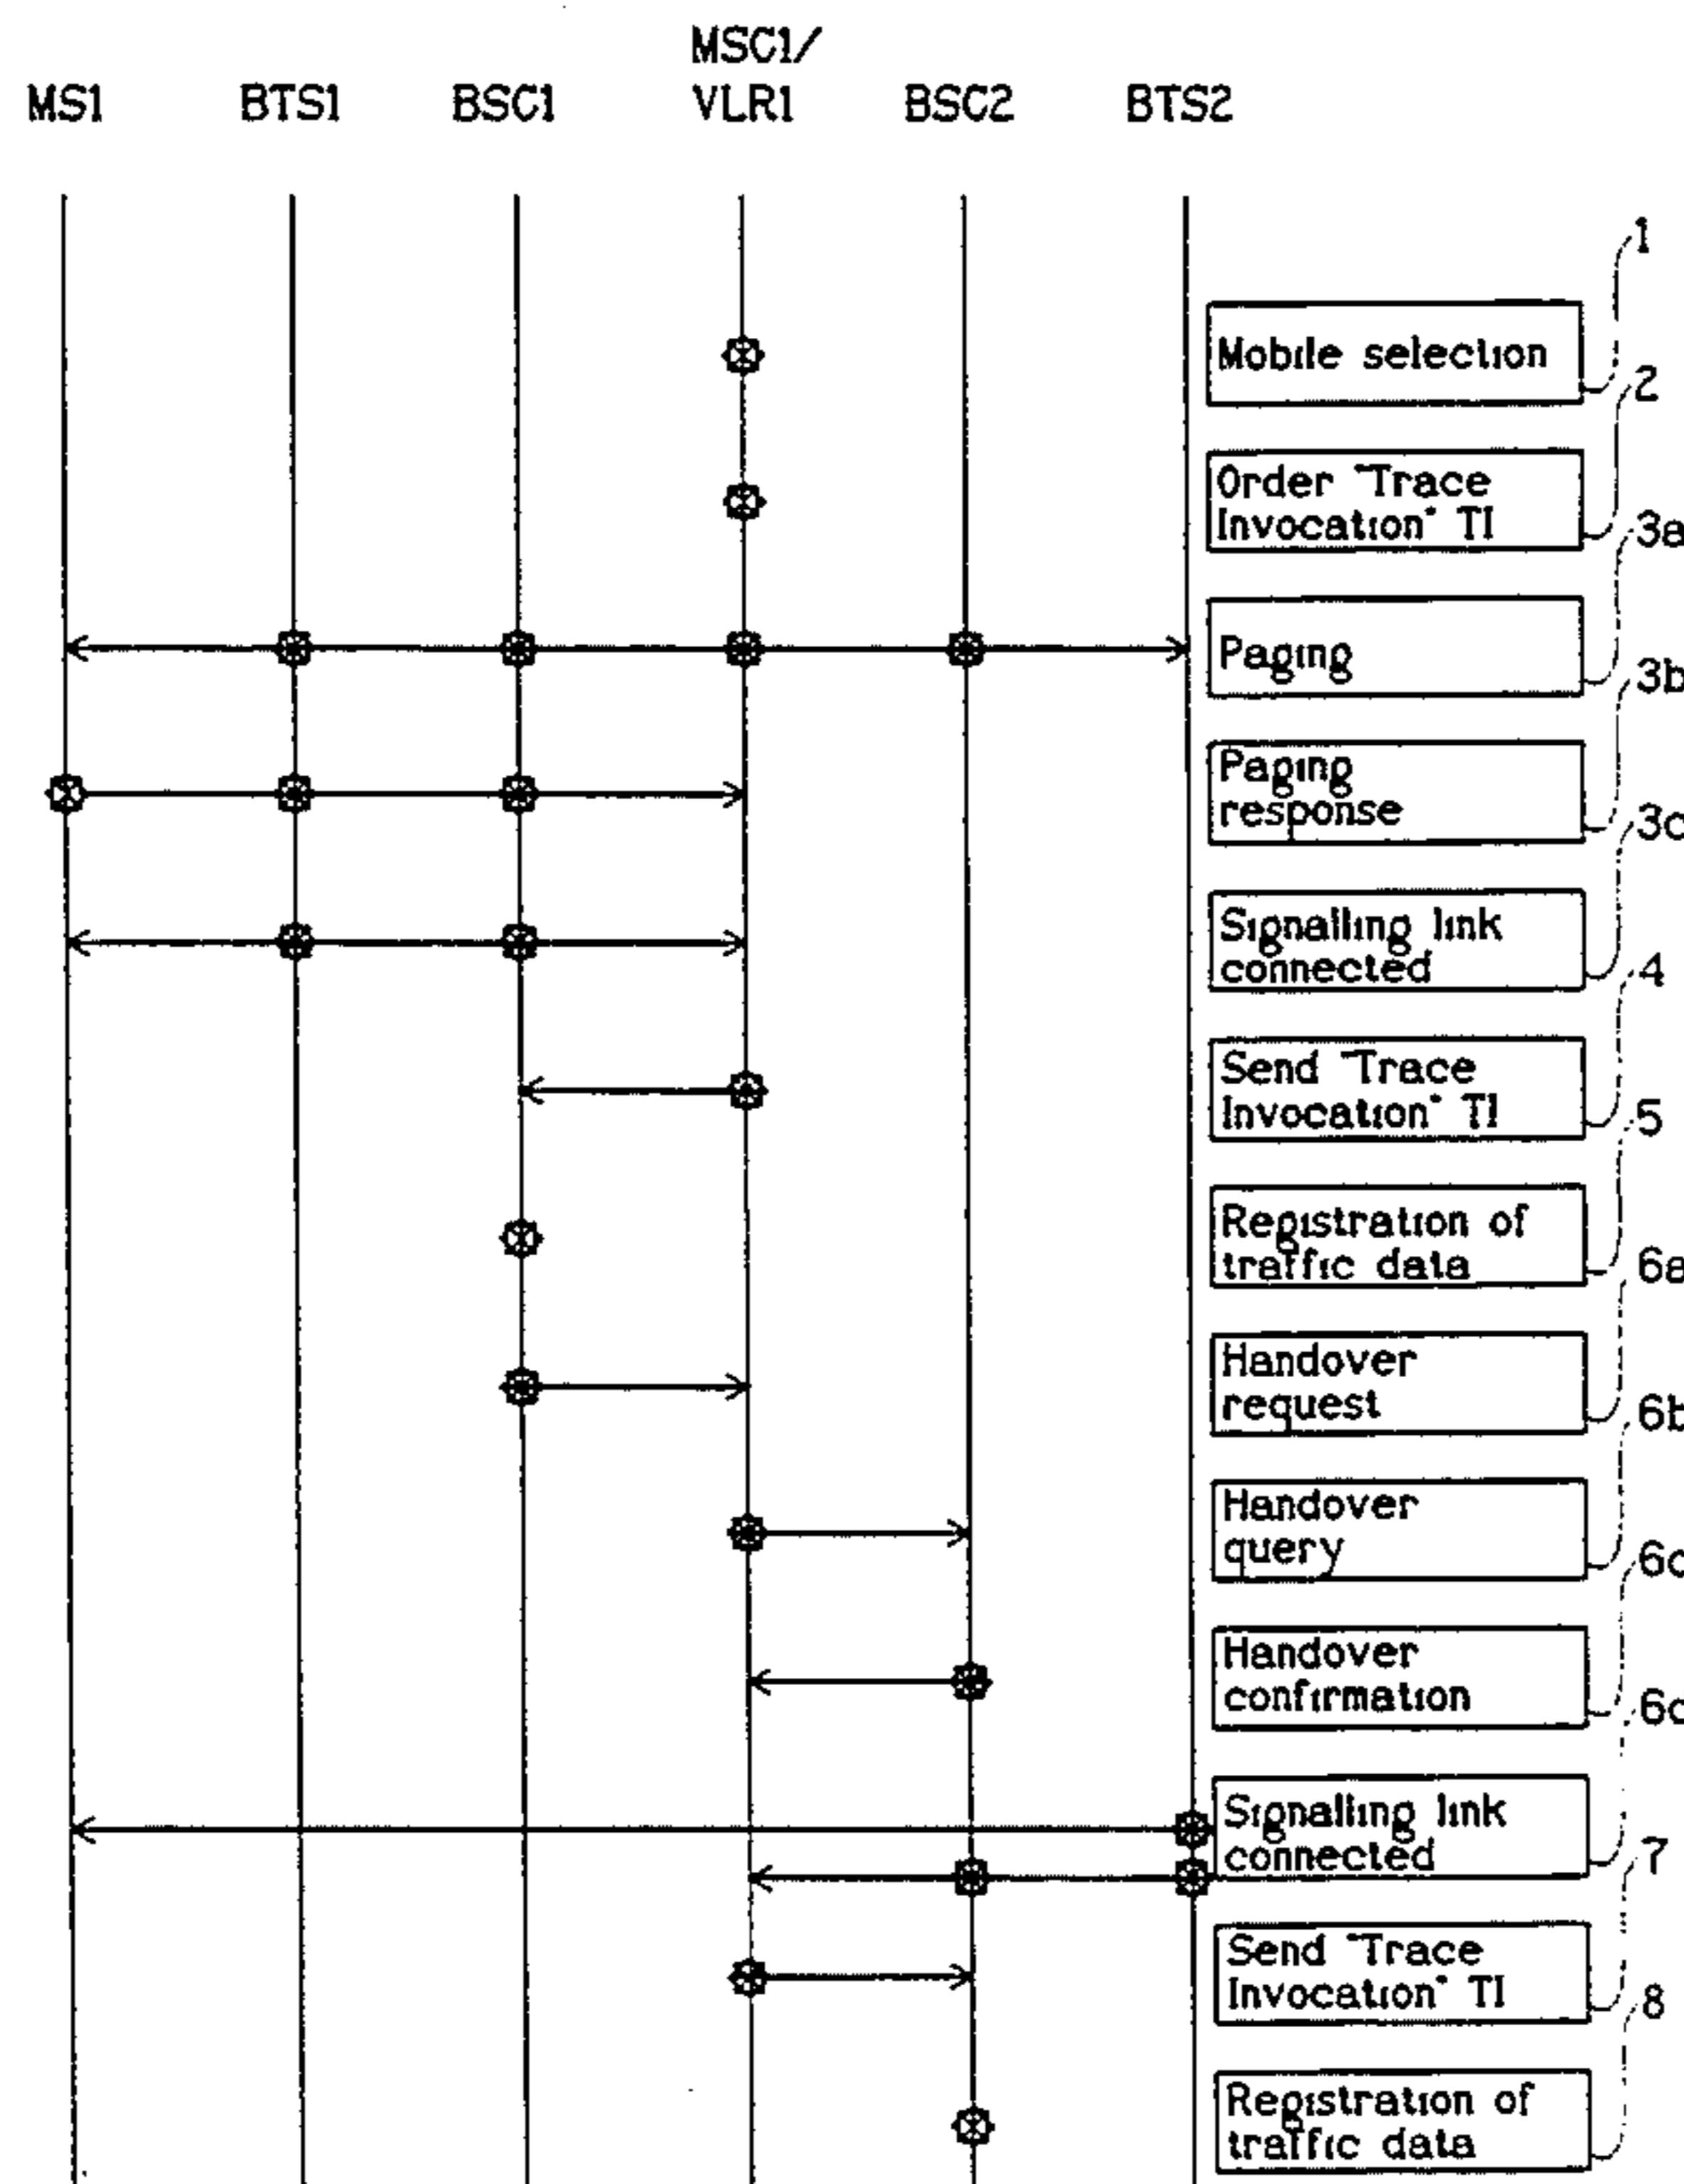 MSC1/
MS1 BTS1 BSC1 VLR1 BSC2 BTS2
1
Mobile selection
2
Order "Trace
Invocation" TI
3a
Paging
3b
Paging
response
3c
Signalling link
connected
4
Send "Trace
Invocation" TI
5
Registration of
traffic data
6a
Handover
request
6b
Handover
query
6c
Handover
confirmation
6d
Signalling link
connected
7
Send "Trace
Invocation" TI
8
Registration of
traffic data